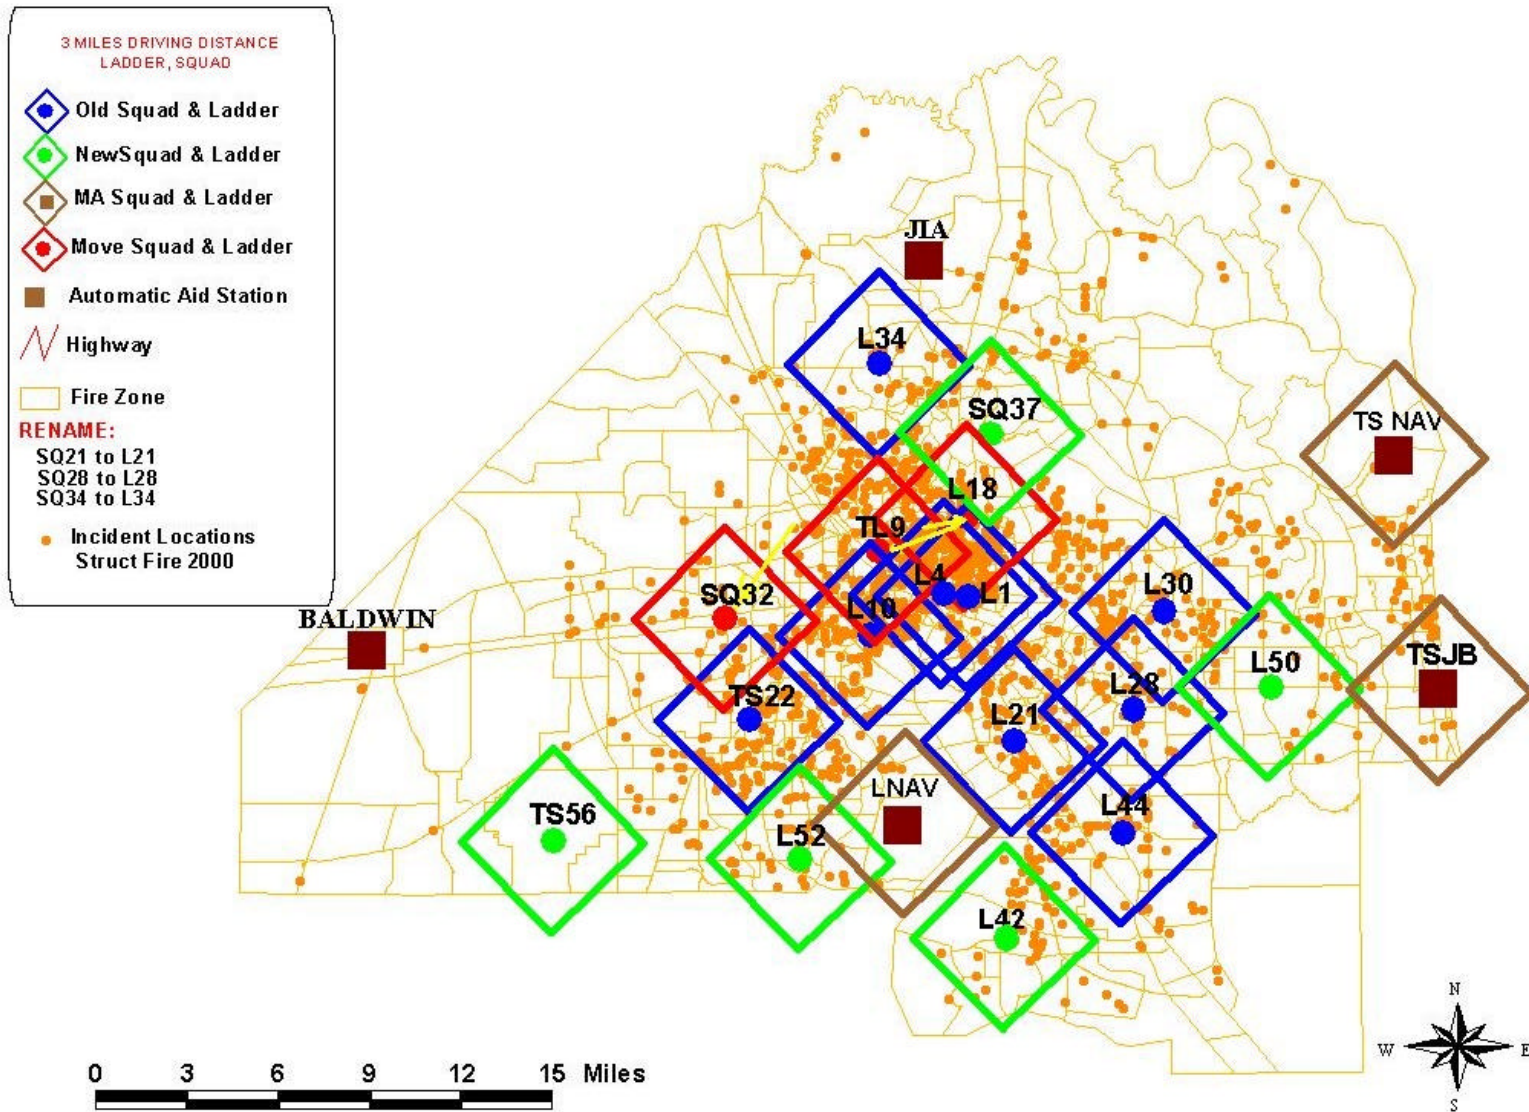 3 MILES DRIVING DISTANCE
LADDER, SQUAD
Old Squad & Ladder
NewSquad & Ladder
MA Squad & Ladder
Move Squad & Ladder
Automatic Aid Station
Highway
Fire Zone
RENAME:
SQ21 to L21
SQ28 to L28
SQ34 to L34
Incident Locations
Struct Fire 2000
JIA
L34
SQ37
TS NAV
L18
TL9
L4
L1
L10
SQ32
L30
BALDWIN
L50
TSJB
TS22
L28
L21
LNAV
L44
TS56
L52
L42
0 3 6 9 12 15 Miles
N
W
E
S